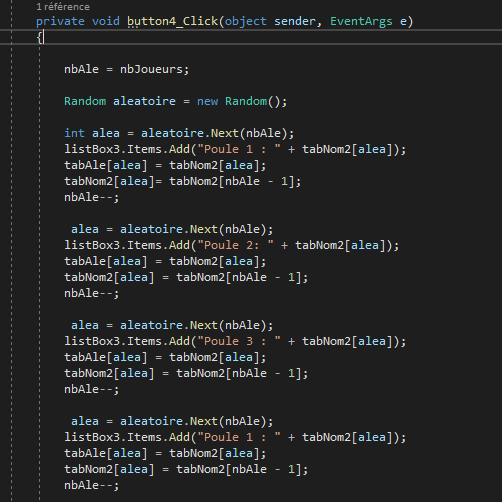 1 référence
private void button4_Click(object sender, EventArgs e)
{
nbAle = nbJoueurs;
Random aleatoire = new Random();
int alea = aleatoire.Next(nbAle);
listBox3.Items.Add("Poule 1 : " + tabNom2[alea]);
tabAle[alea] = tabNom2[alea];
tabNom2[alea]= tabNom2[nbAle - 1];
nbAle--;
alea = aleatoire.Next(nbAle);
listBox3.Items.Add("Poule 2: " + tabNom2[alea]);
tabAle[alea] = tabNom2[alea];
tabNom2[alea] = tabNom2[nbAle - 1];
nbAle--;
alea = aleatoire.Next(nbAle);
listBox3.Items.Add("Poule 3 : " + tabNom2[alea]);
tabAle[alea] = tabNom2[alea];
tabNom2[alea] = tabNom2[nbAle - 1];
nbAle--;
alea = aleatoire.Next(nbAle);
listBox3.Items.Add("Poule 1 : " + tabNom2[alea]);
tabAle[alea] = tabNom2[alea];
tabNom2[alea] = tabNom2[nbAle - 1];
nbAle--;